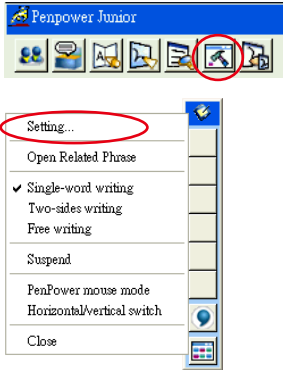 Penpower Junior
Setting...
Open Related Phrase
Single-word writing
Two-sides writing
Free writing
Suspend
PenPower mouse mode
Horizontal/vertical switch
Close